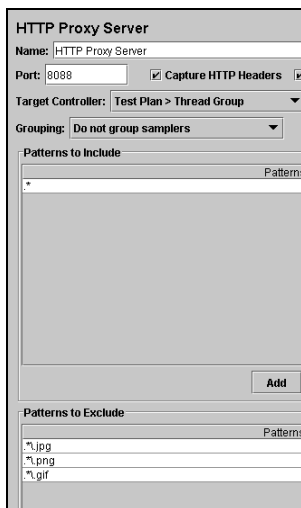 HTTP Proxy Server
Name: HTTP Proxy Server
Port: 8088 Capture HTTP Headers
Target Controller: Test Plan > Thread Group
Grouping: Do not group samplers
Patterns to Include
Patterns
.*
Add
Patterns to Exclude
Patterns
.*\.jpg
.*\.png
.*\.gif